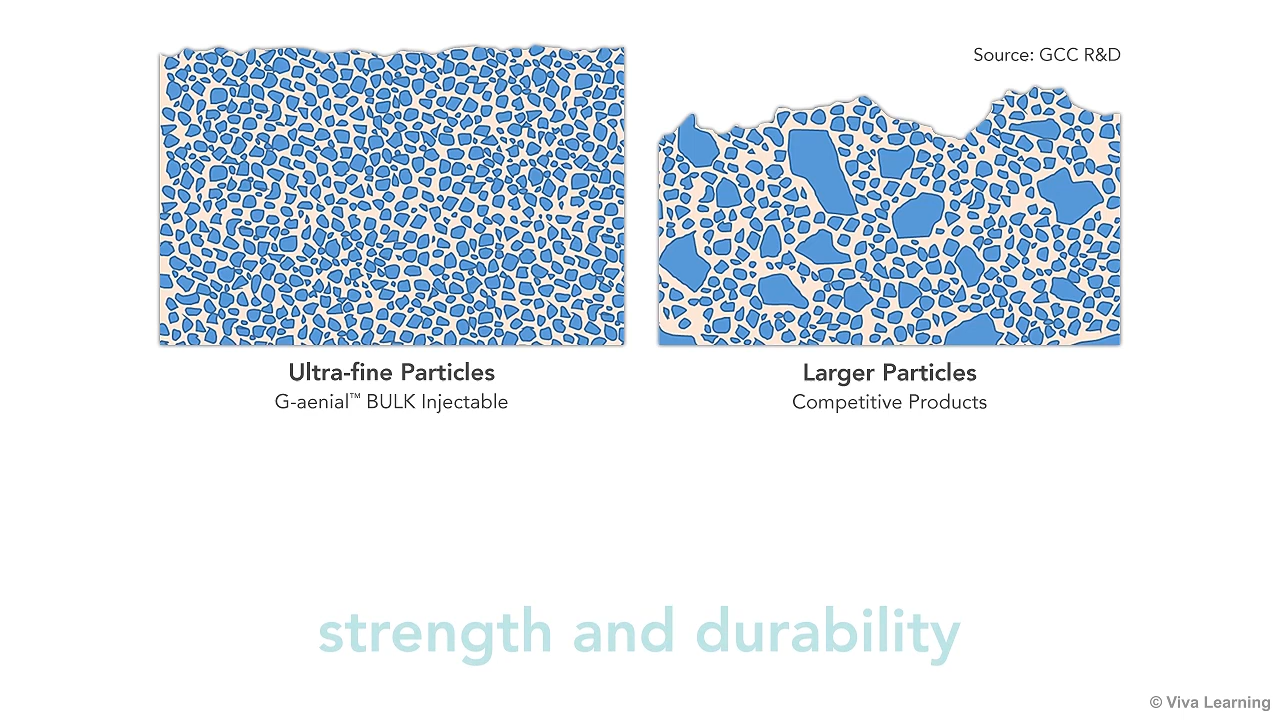 Source: GCC R&D
Ultra-fine Particles
G-aenial™ BULK Injectable
Larger Particles
Competitive Products
strength and durability
© Viva Learning